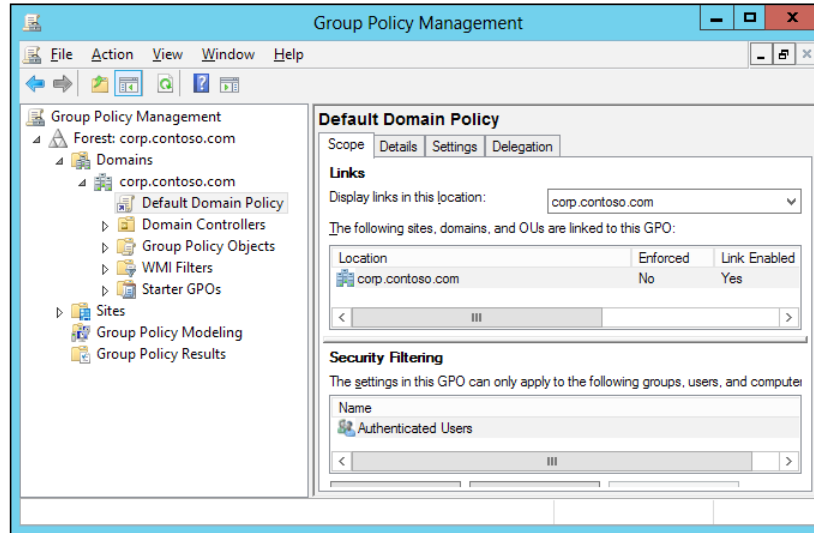 Group Policy Management
File Action View Window Help
Group Policy Management
Forest: corp.contoso.com
Domains
corp.contoso.com
Default Domain Policy
Domain Controllers
Group Policy Objects
WMI Filters
Starter GPOs
Sites
Group Policy Modeling
Group Policy Results
Default Domain Policy
Scope Details Settings Delegation
Links
Display links in this location: corp.contoso.com
The following sites, domains, and OUs are linked to this GPO:
Location Enforced Link Enabled
corp.contoso.com No Yes
Security Filtering
The settings in this GPO can only apply to the following groups, users, and computer
Name
Authenticated Users